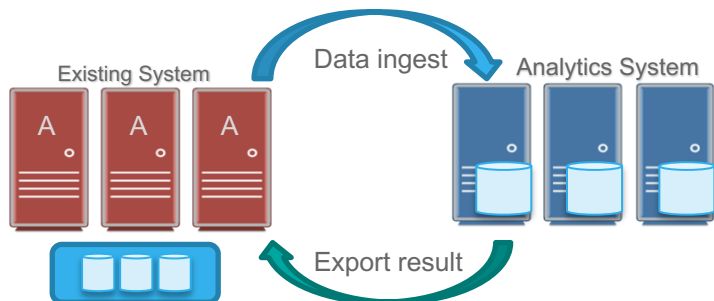 Data ingest
Existing System
Analytics System
A
A
A
Export result